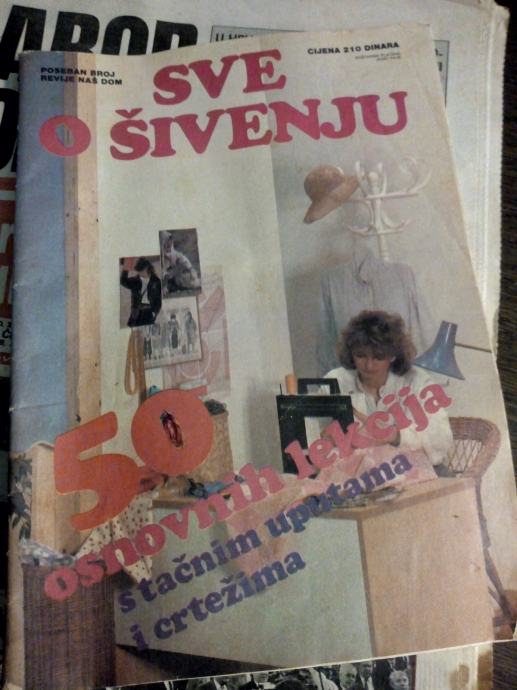 POSEBAN BROJ
REVIJE NAŠ DOM
CIJENA 210 DINARA
SVE
O ŠIVENJU
50
osnovnih lekcija
s tačnim uputama
i crtežima